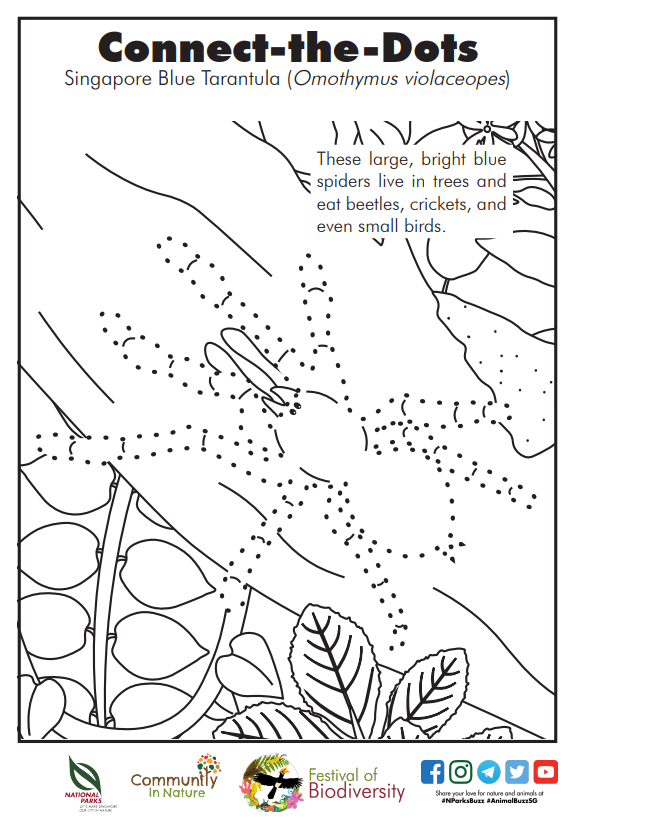 Connect-the-Dots
Singapore Blue Tarantula (Omothymus violaceopes)
These large, bright blue
spiders live in trees and
eat beetles, crickets, and
even small birds.
NATIONAL
PARKS
LET'S MAKE SINGAPORE
OUR CITY IN NATURE
Community
in Nature
Festival of
Biodiversity
Share your love for nature and animals at
#NParksBuzz #AnimalBuzzSG